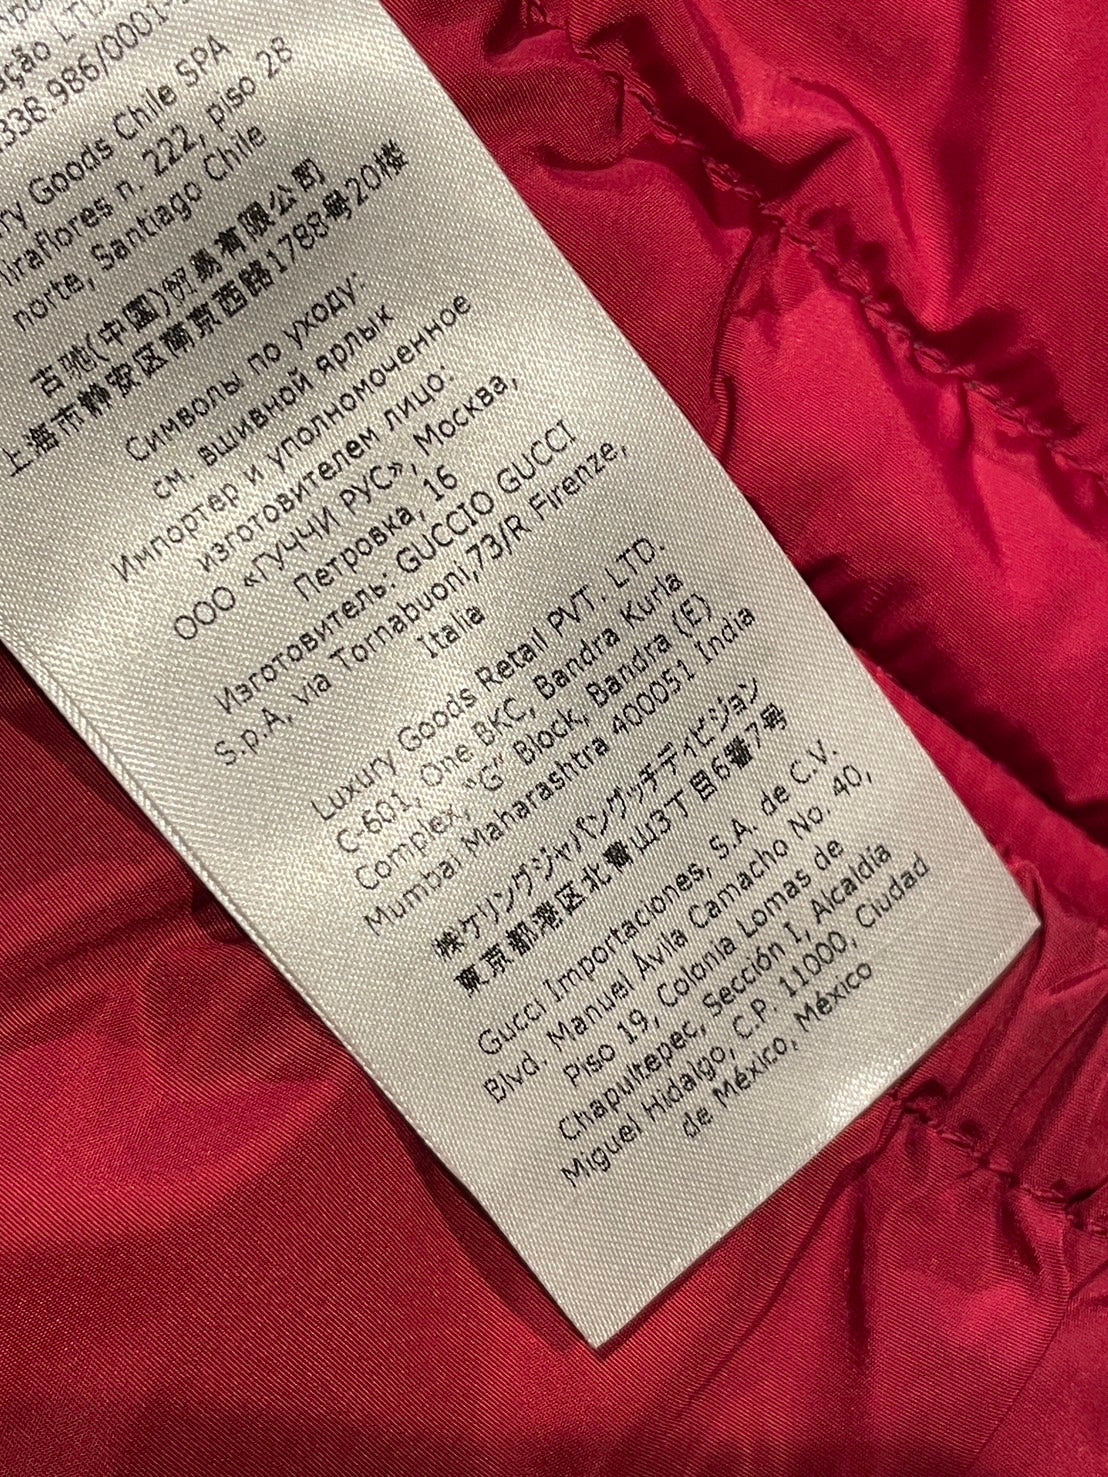 ação LTDA
.338.986/0001-
ry Goods Chile SPA
Miraflores n. 222, piso 28
norte, Santiago Chile
古驰(中国)贸易有限公司
上海市静安区南京西路1788号20楼
Символы по уходу:
см. вшивной ярлык
Импортер и уполномоченное
изготовителем лицо:
ООО «ГУЧЧИ РУС», Москва,
Петровка, 16
Изготовитель: GUCCIO GUCCI
S.p.A, via Tornabuoni,73/R Firenze,
Italia
Luxury Goods Retail PVT. LTD.
C-601, One BKC, Bandra Kurla
Complex, "G" Block, Bandra (E)
Mumbai Maharashtra 400051 India
㈱ケリングジャパングッチディビジョン
東京都港区北青山3丁目6番7号
Gucci Importaciones, S.A. de C.V.
Blvd. Manuel Ávila Camacho No. 40,
Piso 19, Colonia Lomas de
Chapultepec, Sección I, Alcaldía
Miguel Hidalgo, C.P. 11000, Ciudad
de México, México